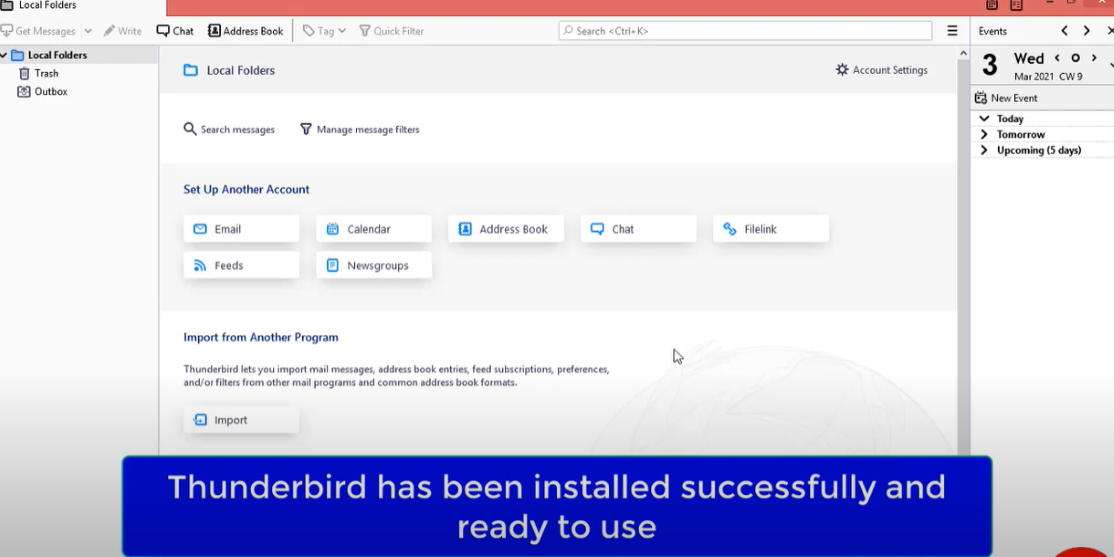 Local Folders
Get Messages Write Chat Address Book Tag Quick Filter Search <Ctrl+K> Events
Local Folders
Trash
Outbox
Local Folders Account Settings
Search messages Manage message filters
Set Up Another Account
Email Calendar Address Book Chat Filelink
Feeds Newsgroups
Import from Another Program
Thunderbird lets you import mail messages, address book entries, feed subscriptions, preferences,
and/or filters from other mail programs and common address book formats.
Import
3 Wed
Mar 2021 CW 9
New Event
Today
Tomorrow
Upcoming (5 days)
Thunderbird has been installed successfully and
ready to use